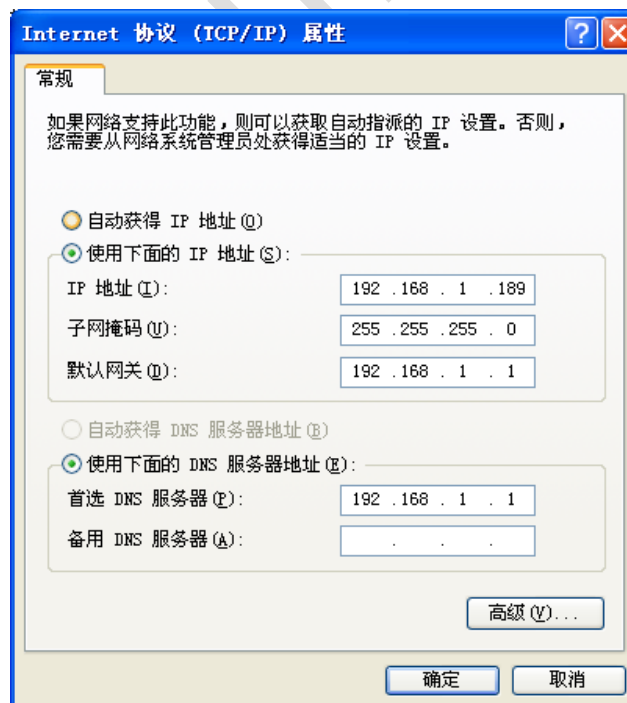 Internet 协议 (TCP/IP) 属性
常规
如果网络支持此功能，则可以获取自动指派的 IP 设置。否则，
您需要从网络系统管理员处获得适当的 IP 设置。
自动获得 IP 地址(O)
使用下面的 IP 地址(S):
IP 地址(I): 192 .168 . 1 .189
子网掩码(U): 255 .255 .255 . 0
默认网关(D): 192 .168 . 1 . 1
自动获得 DNS 服务器地址(B)
使用下面的 DNS 服务器地址(E):
首选 DNS 服务器(P): 192 .168 . 1 . 1
备用 DNS 服务器(A): . . .
高级(V)...
确定 取消